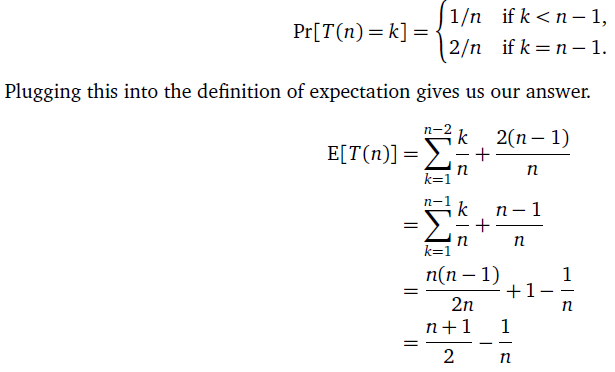 Pr[T(n) = k] = { 1/n if k < n − 1,
2/n if k = n − 1.
Plugging this into the definition of expectation gives us our answer.
E[T(n)] = ∑_{k=1}^{n−2} k/n + 2(n − 1)/n
= ∑_{k=1}^{n−1} k/n + (n − 1)/n
= n(n − 1)/2n + 1 − 1/n
= (n + 1)/2 − 1/n